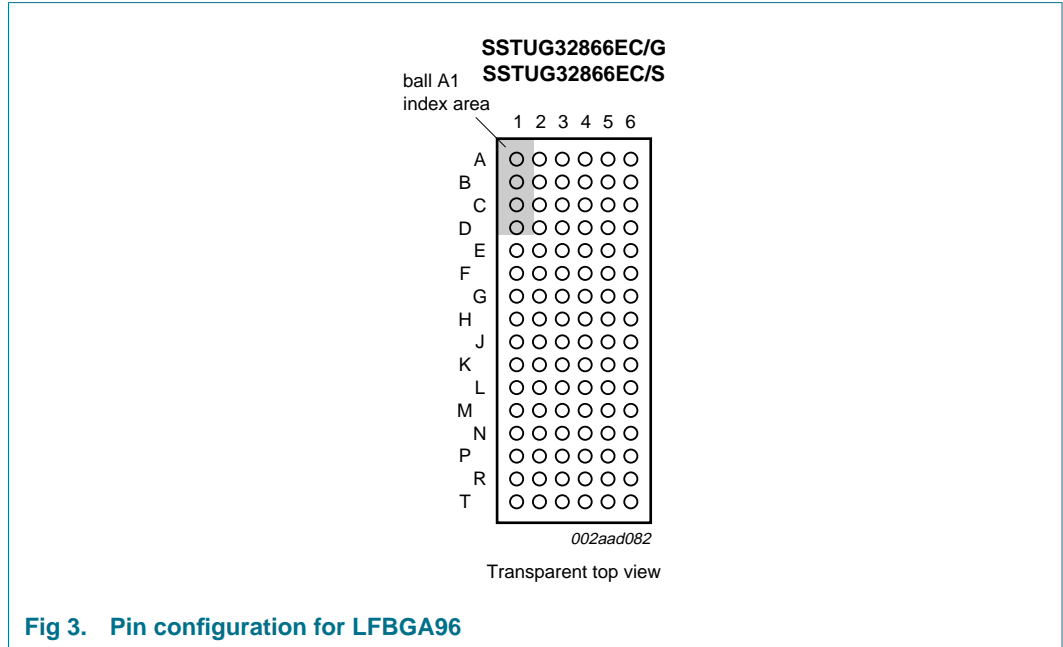 SSTUG32866EC/G
SSTUG32866EC/S
ball A1
index area
1 2 3 4 5 6
A
B
C
D
E
F
G
H
J
K
L
M
N
P
R
T
002aad082
Transparent top view
Fig 3. Pin configuration for LFBGA96